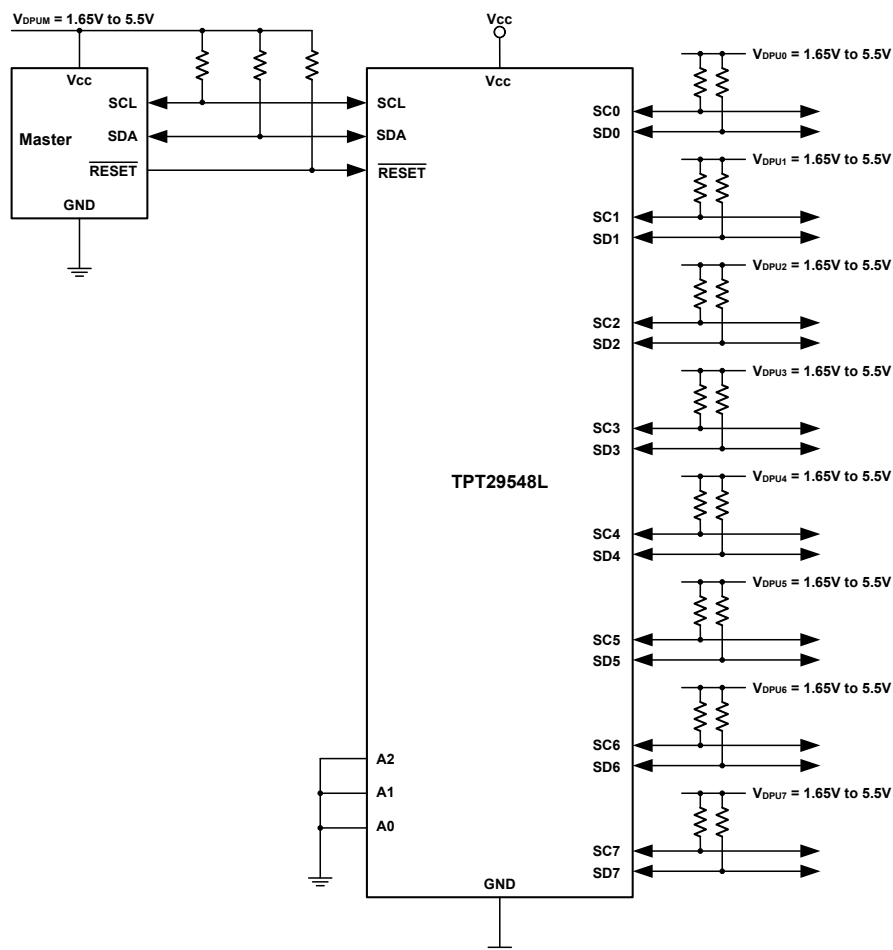 VDPUM = 1.65V to 5.5V
Vcc
SCL
SDA
Master
RESET
GND
Vcc
Vcc
SCL
SDA
RESET
TPT29548L
A2
A1
A0
GND
SC0
SD0
VDPU0 = 1.65V to 5.5V
SC1
SD1
VDPU1 = 1.65V to 5.5V
SC2
SD2
VDPU2 = 1.65V to 5.5V
SC3
SD3
VDPU3 = 1.65V to 5.5V
SC4
SD4
VDPU4 = 1.65V to 5.5V
SC5
SD5
VDPU5 = 1.65V to 5.5V
SC6
SD6
VDPU6 = 1.65V to 5.5V
SC7
SD7
VDPU7 = 1.65V to 5.5V